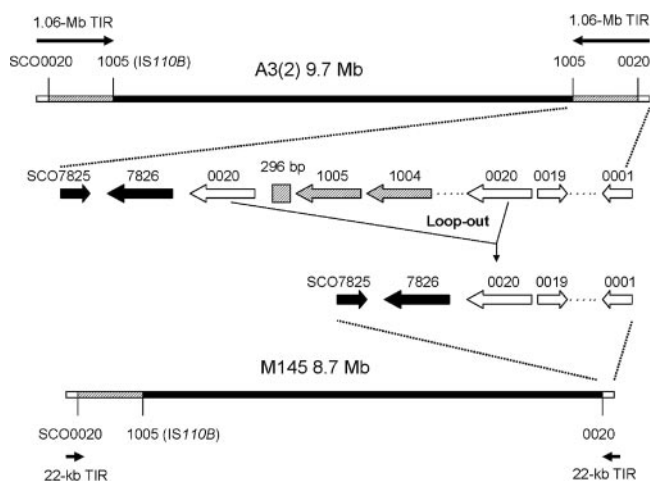 1.06-Mb TIR 1.06-Mb TIR
SCO0020 1005 (IS110B) A3(2) 9.7 Mb 1005 0020
296 bp
SCO7825 7826 0020 1005 1004 0020 0019 0001
Loop-out
SCO7825 7826 0020 0019 0001
M145 8.7 Mb
SCO0020 1005 (IS110B) 0020
22-kb TIR 22-kb TIR